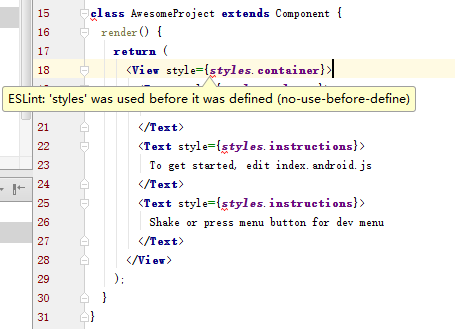 15 class AwesomeProject extends Component {
16 render() {
17 return (
18 <View style={styles.container}>
ESLint: 'styles' was used before it was defined (no-use-before-define)
21 </Text>
22 <Text style={styles.instructions}>
23 To get started, edit index.android.js
24 </Text>
25 <Text style={styles.instructions}>
26 Shake or press menu button for dev menu
27 </Text>
28 </View>
29 );
30 }
31 }